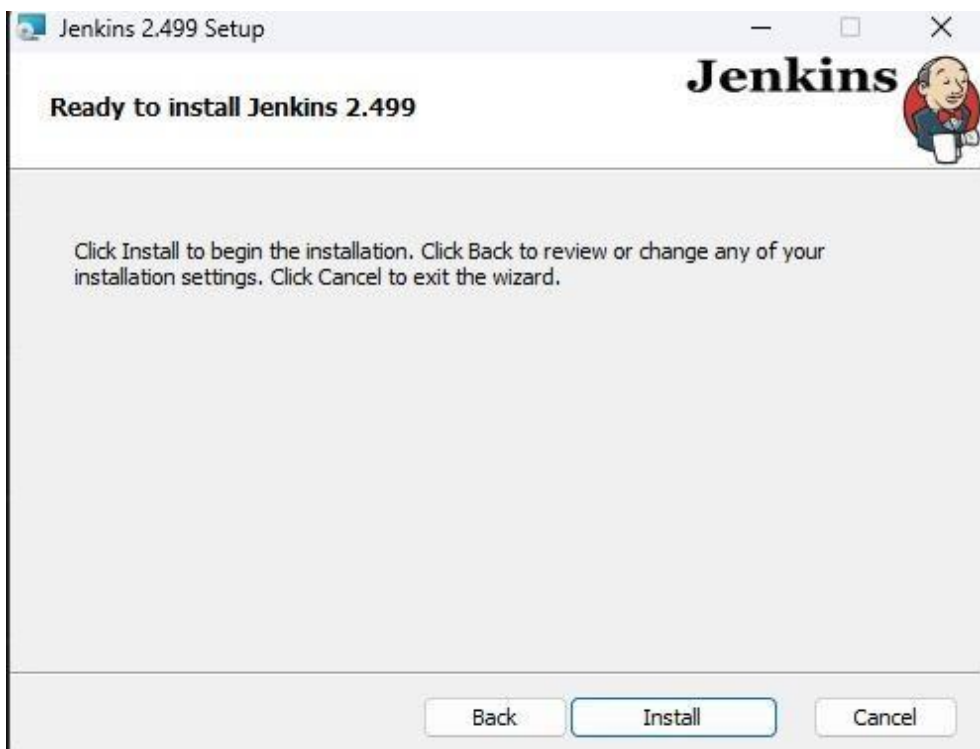 Jenkins 2.499 Setup
Jenkins
Ready to install Jenkins 2.499
Click Install to begin the installation. Click Back to review or change any of your
installation settings. Click Cancel to exit the wizard.
Back Install Cancel